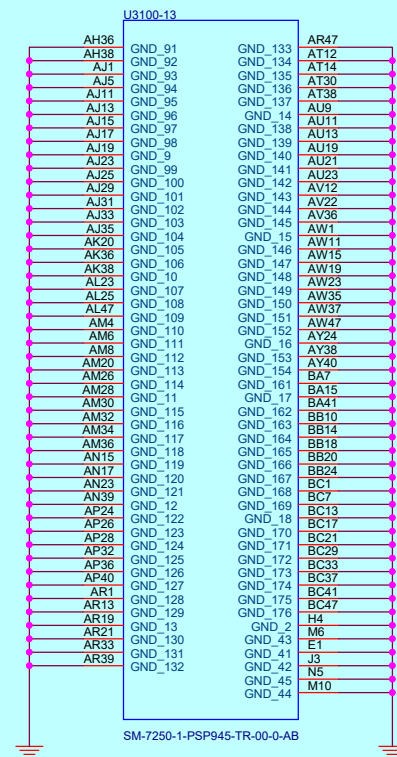 U3100-13
AH36 GND_91 GND_133 AR47
AH38 GND_92 GND_134 AT12
AJ1 GND_93 GND_135 AT14
AJ5 GND_94 GND_136 AT30
AJ11 GND_95 GND_137 AT38
AJ13 GND_96 GND_14 AU9
AJ15 GND_97 GND_138 AU11
AJ17 GND_98 GND_139 AU13
AJ19 GND_9 GND_140 AU19
AJ23 GND_99 GND_141 AU21
AJ25 GND_100 GND_142 AU23
AJ29 GND_101 GND_143 AV12
AJ31 GND_102 GND_144 AV22
AJ33 GND_103 GND_145 AV36
AJ35 GND_104 GND_15 AW1
AK20 GND_105 GND_146 AW11
AK36 GND_106 GND_147 AW15
AK38 GND_10 GND_148 AW19
AL23 GND_107 GND_149 AW23
AL25 GND_108 GND_150 AW35
AL47 GND_109 GND_151 AW37
AM4 GND_110 GND_152 AW47
AM6 GND_111 GND_16 AY24
AM8 GND_112 GND_153 AY38
AM20 GND_113 GND_154 AY40
AM26 GND_114 GND_161 BA7
AM28 GND_11 GND_17 BA15
AM30 GND_115 GND_162 BA41
AM32 GND_116 GND_163 BB10
AM34 GND_117 GND_164 BB14
AM36 GND_118 GND_165 BB18
AN15 GND_119 GND_166 BB20
AN17 GND_120 GND_167 BB24
AN23 GND_121 GND_168 BC1
AN39 GND_12 GND_169 BC7
AP24 GND_122 GND_18 BC13
AP26 GND_123 GND_170 BC17
AP28 GND_124 GND_171 BC21
AP32 GND_125 GND_172 BC29
AP36 GND_126 GND_173 BC33
AP40 GND_127 GND_174 BC37
AR1 GND_128 GND_175 BC41
AR13 GND_129 GND_176 BC47
AR19 GND_13 GND_2 H4
AR21 GND_130 GND_43 M6
AR33 GND_131 GND_41 E1
AR39 GND_132 GND_42 J3
GND_45 N5
GND_44 M10
SM-7250-1-PSP945-TR-00-0-AB